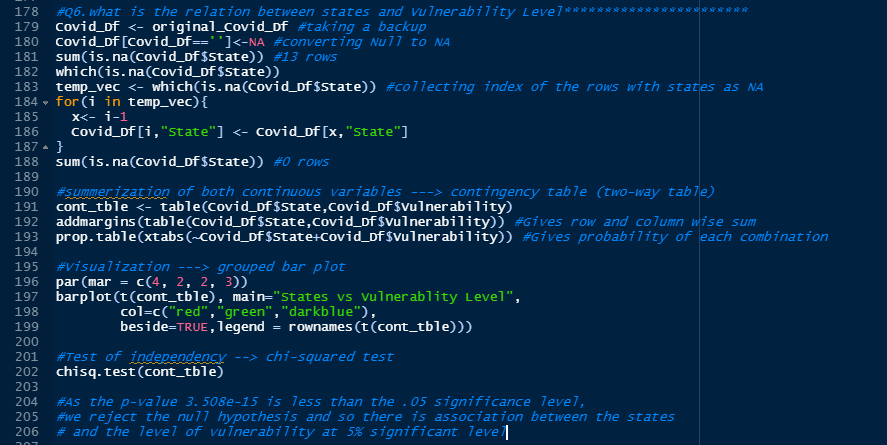 178 #Q6.what is the relation between states and Vulnerability Level***********************
179 Covid_Df <- original_Covid_Df #taking a backup
180 Covid_Df[Covid_Df=='']<-NA #converting Null to NA
181 sum(is.na(Covid_Df$State)) #13 rows
182 which(is.na(Covid_Df$State))
183 temp_vec <- which(is.na(Covid_Df$State)) #collecting index of the rows with states as NA
184 for(i in temp_vec){
185 x<- i-1
186 Covid_Df[i,"State"] <- Covid_Df[x,"State"]
187 }
188 sum(is.na(Covid_Df$State)) #0 rows
189
190 #summerization of both continuous variables ---> contingency table (two-way table)
191 cont_tble <- table(Covid_Df$State,Covid_Df$Vulnerability)
192 addmargins(table(Covid_Df$State,Covid_Df$Vulnerability)) #Gives row and column wise sum
193 prop.table(xtabs(~Covid_Df$State+Covid_Df$Vulnerability)) #Gives probability of each combination
194
195 #Visualization ---> grouped bar plot
196 par(mar = c(4, 2, 2, 3))
197 barplot(t(cont_tble), main="States vs Vulnerablity Level",
198 col=c("red","green","darkblue"),
199 beside=TRUE,legend = rownames(t(cont_tble)))
200
201 #Test of independency --> chi-squared test
202 chisq.test(cont_tble)
203
204 #As the p-value 3.508e-15 is less than the .05 significance level,
205 #we reject the null hypothesis and so there is association between the states
206 # and the level of vulnerability at 5% significant level